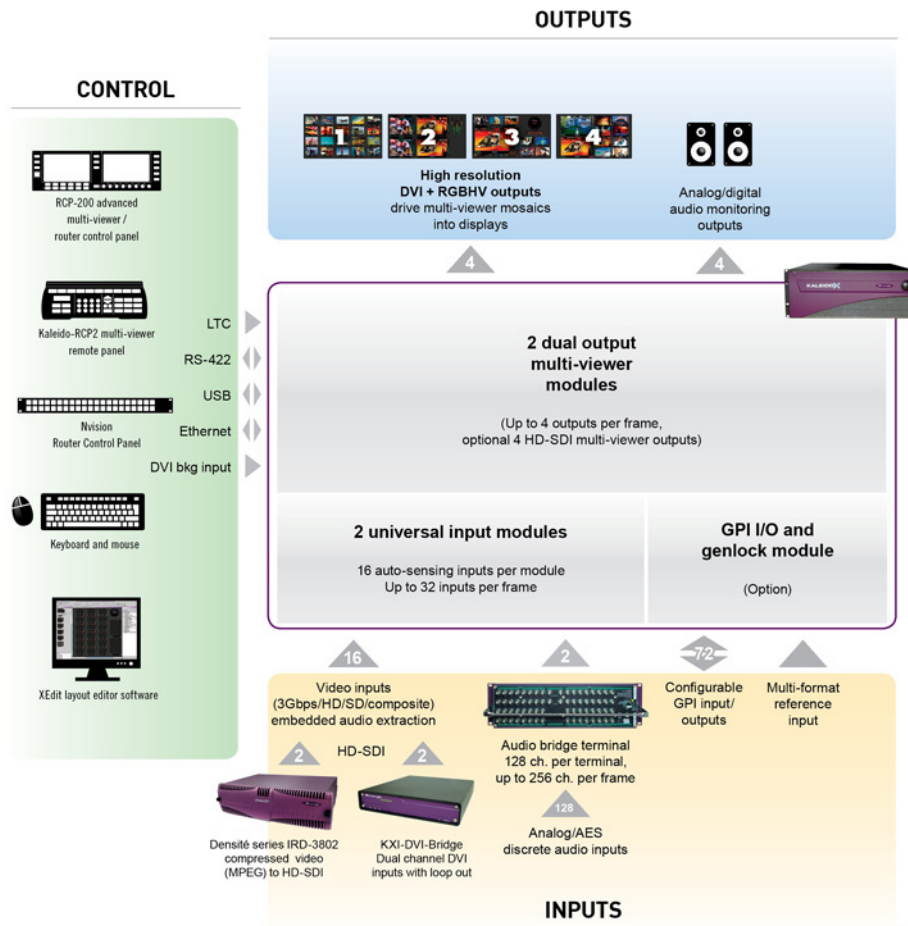 OUTPUTS
CONTROL
RCP-200 advanced
multi-viewer /
router control panel
Kaleido-RCP2 multi-viewer
remote panel
Nvision
Router Control Panel
Keyboard and mouse
XEdit layout editor software
LTC
RS-422
USB
Ethernet
DVI bkg input
1
2
3
4
High resolution
DVI + RGBHV outputs
drive multi-viewer mosaics
into displays
Analog/digital
audio monitoring
outputs
4
4
KALEIDOX
2 dual output
multi-viewer
modules
(Up to 4 outputs per frame,
optional 4 HD-SDI multi-viewer outputs)
2 universal input modules
16 auto-sensing inputs per module
Up to 32 inputs per frame
GPI I/O and
genlock module
(Option)
16
2
72
Video inputs
(3Gbps/HD/SD/composite)
embedded audio extraction
HD-SDI
2
2
Densité series IRD-3802
compressed video
(MPEG) to HD-SDI
KXI-DVI-Bridge
Dual channel DVI
inputs with loop out
Audio bridge terminal
128 ch. per terminal,
up to 256 ch. per frame
128
Analog/AES
discrete audio inputs
Configurable
GPI input/
outputs
Multi-format
reference
input
INPUTS